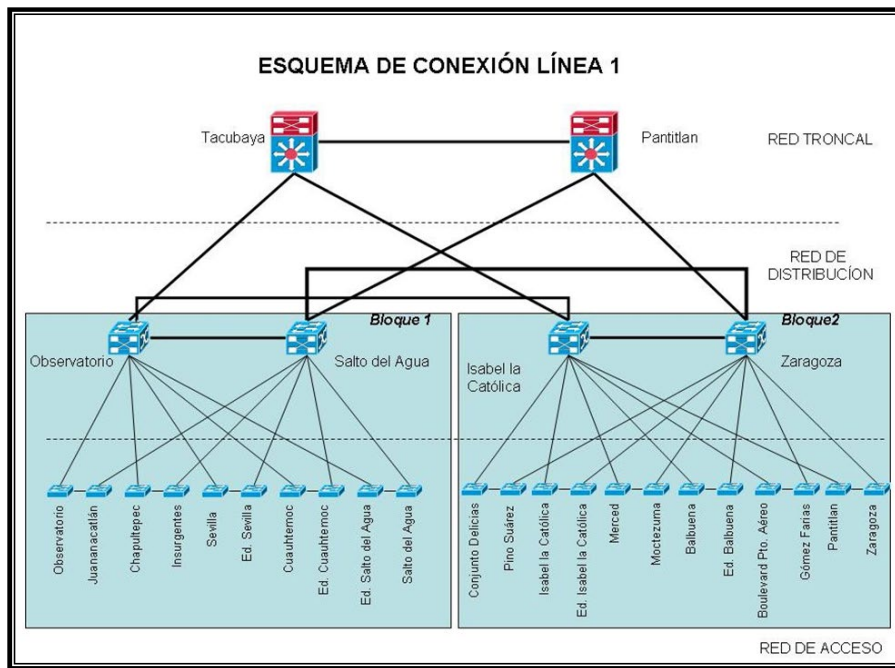 ESQUEMA DE CONEXIÓN LÍNEA 1
Tacubaya
Pantitlan
RED TRONCAL
RED DE
DISTRIBUCÍON
Bloque 1
Bloque2
Observatorio
Salto del Agua
Isabel la
Católica
Zaragoza
Observatorio
Juananacatlán
Chapultepec
Insurgentes
Sevilla
Ed. Sevilla
Cuauhtemoc
Ed. Cuauhtemoc
Ed. Salto del Agua
Salto del Agua
Conjunto Delicias
Pino Suárez
Isabel la Católica
Ed. Isabel la Católica
Merced
Moctezuma
Balbuena
Ed. Balbuena
Boulevard Pto. Aéreo
Gómez Farias
Pantitlan
Zaragoza
RED DE ACCESO